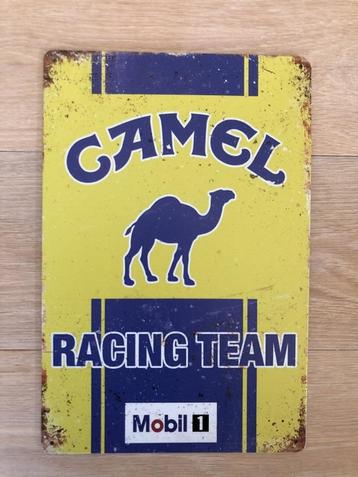 CAMEL
RACING TEAM
Mobil 1